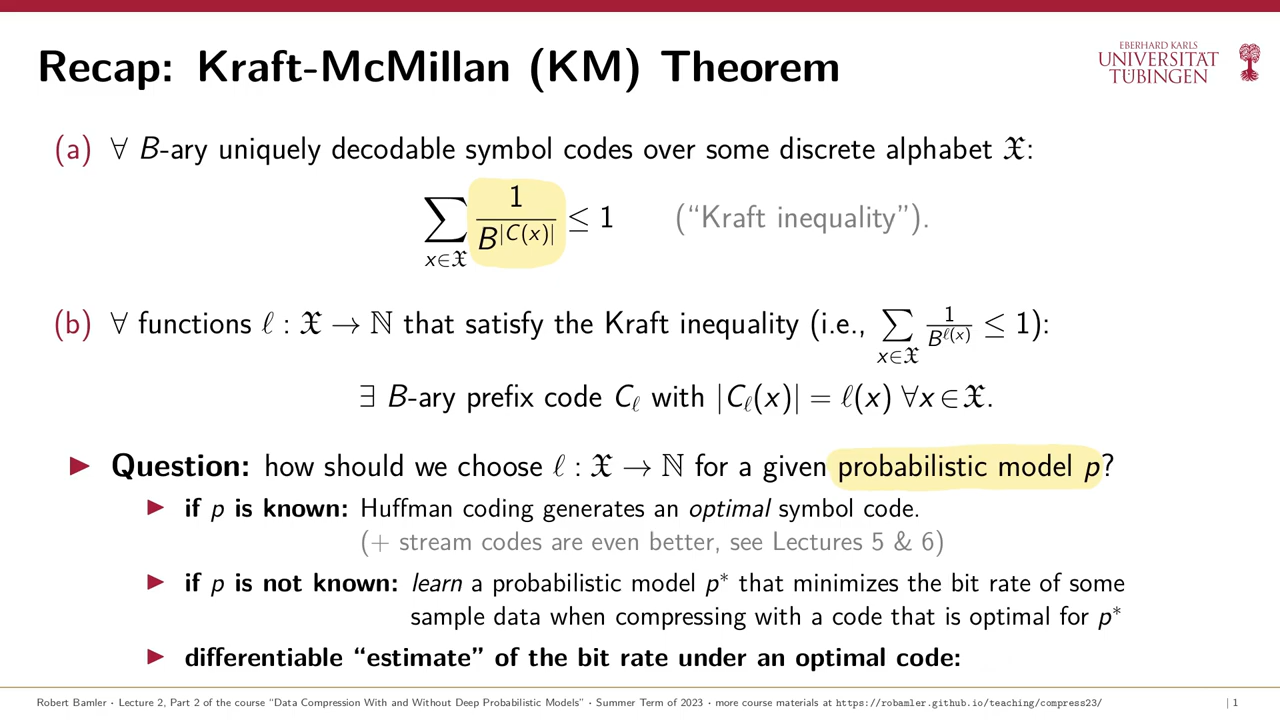 Recap: Kraft-McMillan (KM) Theorem
EBERHARD KARLS
UNIVERSITÄT
TÜBINGEN
(a) ∀ B-ary uniquely decodable symbol codes over some discrete alphabet 𝔛:
∑_{x∈𝔛} 1/B^{|C(x)|} ≤ 1 (“Kraft inequality”).
(b) ∀ functions ℓ : 𝔛 → ℕ that satisfy the Kraft inequality (i.e., ∑_{x∈𝔛} 1/B^{ℓ(x)} ≤ 1):
∃ B-ary prefix code C_ℓ with |C_ℓ(x)| = ℓ(x) ∀x∈𝔛.
▶ Question: how should we choose ℓ : 𝔛 → ℕ for a given probabilistic model p?
▶ if p is known: Huffman coding generates an optimal symbol code.
(+ stream codes are even better, see Lectures 5 & 6)
▶ if p is not known: learn a probabilistic model p* that minimizes the bit rate of some
sample data when compressing with a code that is optimal for p*
▶ differentiable “estimate” of the bit rate under an optimal code:
Robert Bamler · Lecture 2, Part 2 of the course “Data Compression With and Without Deep Probabilistic Models” · Summer Term of 2023 · more course materials at https://robamler.github.io/teaching/compress23/ | 1